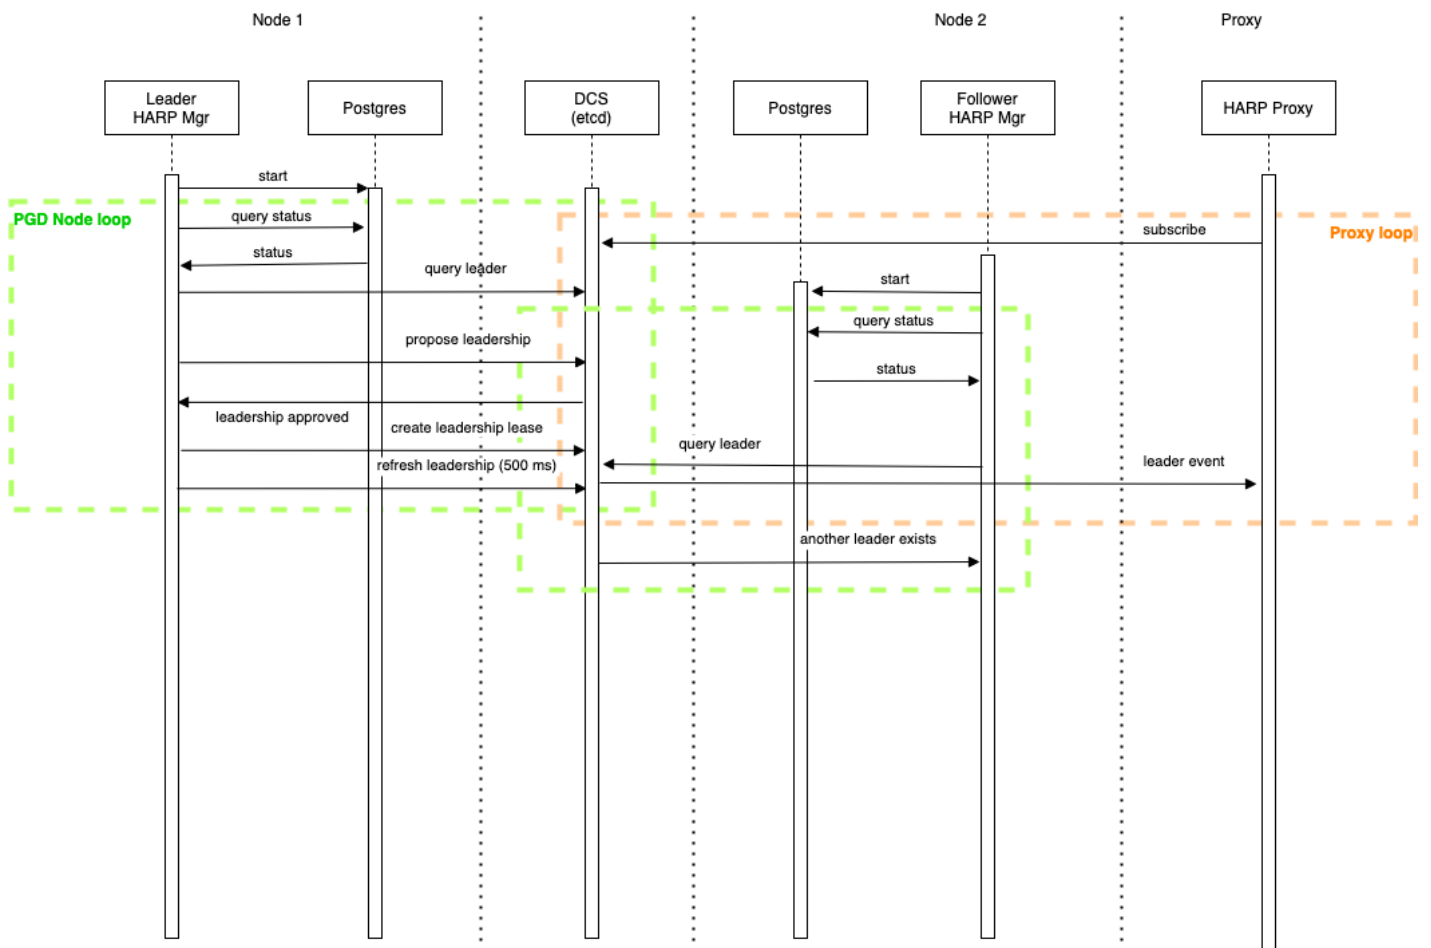 Node 1
Node 2
Proxy
Leader
HARP Mgr
Postgres
DCS
(etcd)
Postgres
Follower
HARP Mgr
HARP Proxy
start
PGD Node loop
query status
subscribe
Proxy loop
status
query leader
start
query status
propose leadership
status
leadership approved
create leadership lease
query leader
refresh leadership (500 ms)
leader event
another leader exists